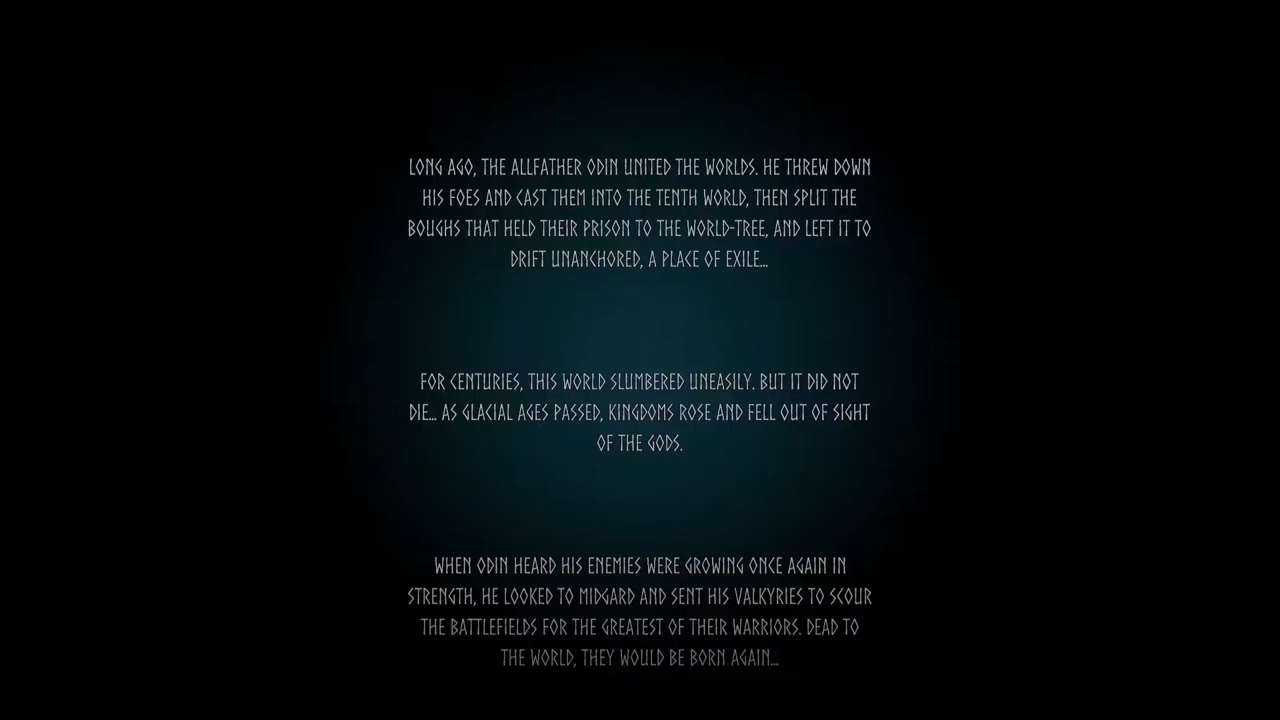 LONG AGO, THE ALLFATHER ODIN UNITED THE WORLDS. HE THREW DOWN
HIS FOES AND CAST THEM INTO THE TENTH WORLD, THEN SPLIT THE
BOUGHS THAT HELD THEIR PRISON TO THE WORLD-TREE, AND LEFT IT TO
DRIFT UNANCHORED, A PLACE OF EXILE...
FOR CENTURIES, THIS WORLD SLUMBERED UNEASILY. BUT IT DID NOT
DIE... AS GLACIAL AGES PASSED, KINGDOMS ROSE AND FELL OUT OF SIGHT
OF THE GODS.
WHEN ODIN HEARD HIS ENEMIES WERE GROWING ONCE AGAIN IN
STRENGTH, HE LOOKED TO MIDGARD AND SENT HIS VALKYRIES TO SCOUR
THE BATTLEFIELDS FOR THE GREATEST OF THEIR WARRIORS. DEAD TO
THE WORLD, THEY WOULD BE BORN AGAIN...